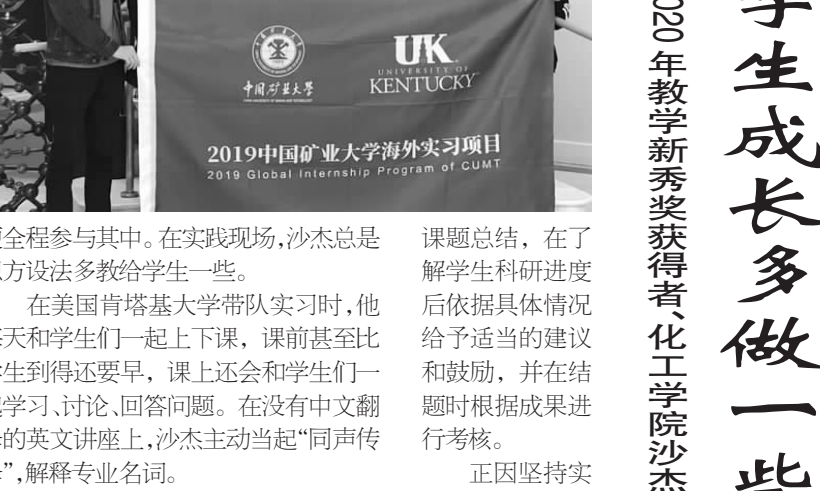 中国矿业大学
UK
UNIVERSITY OF
KENTUCKY
2019中国矿业大学海外实习项目
2019 Global Internship Program of CUMT
全程参与其中。在实践现场,沙杰总是
方设法多教给学生一些。
在美国肯塔基大学带队实习时,他
天和学生们一起上下课，课前甚至比
生到得还要早，课上还会和学生们一
学习、讨论、回答问题。在没有中文翻
的英文讲座上,沙杰主动当起“同声传
”,解释专业名词。
课题总结，在了
解学生科研进度
后依据具体情况
给予适当的建议
和鼓励，并在结
题时根据成果进
行考核。
正因坚持实
020年教学新秀奖获得者、化工学院沙杰
学生成长多做一些